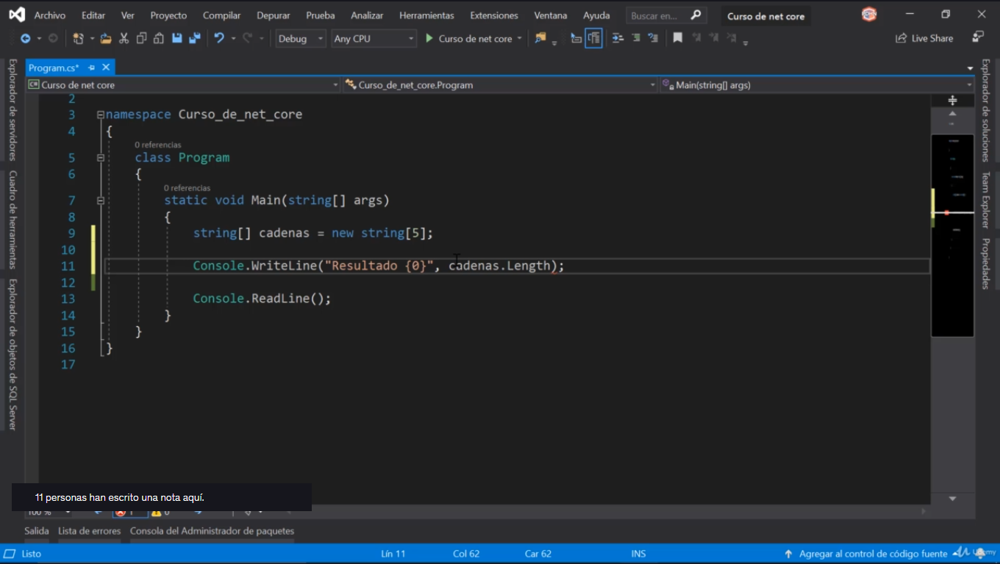 Archivo Editar Ver Proyecto Compilar Depurar Prueba Analizar Herramientas Extensiones Ventana Ayuda Buscar en... Curso de net core
Debug Any CPU Curso de net core Live Share
Program.cs*
Curso de net core Curso_de_net_core.Program Main(string[] args)
2
3 namespace Curso_de_net_core
4 {
0 referencias
5 class Program
6 {
0 referencias
7 static void Main(string[] args)
8 {
9 string[] cadenas = new string[5];
10
11 Console.WriteLine("Resultado {0}", cadenas.Length);
12
13 Console.ReadLine();
14 }
15 }
16 }
17
Explorador de servidores
Cuadro de herramientas
Explorador de objetos de SQL Server
Explorador de soluciones
Team Explorer
Propiedades
11 personas han escrito una nota aquí.
100 % 1 0
Salida Lista de errores Consola del Administrador de paquetes
Listo Lín 11 Col 62 Car 62 INS Agregar al control de código fuente